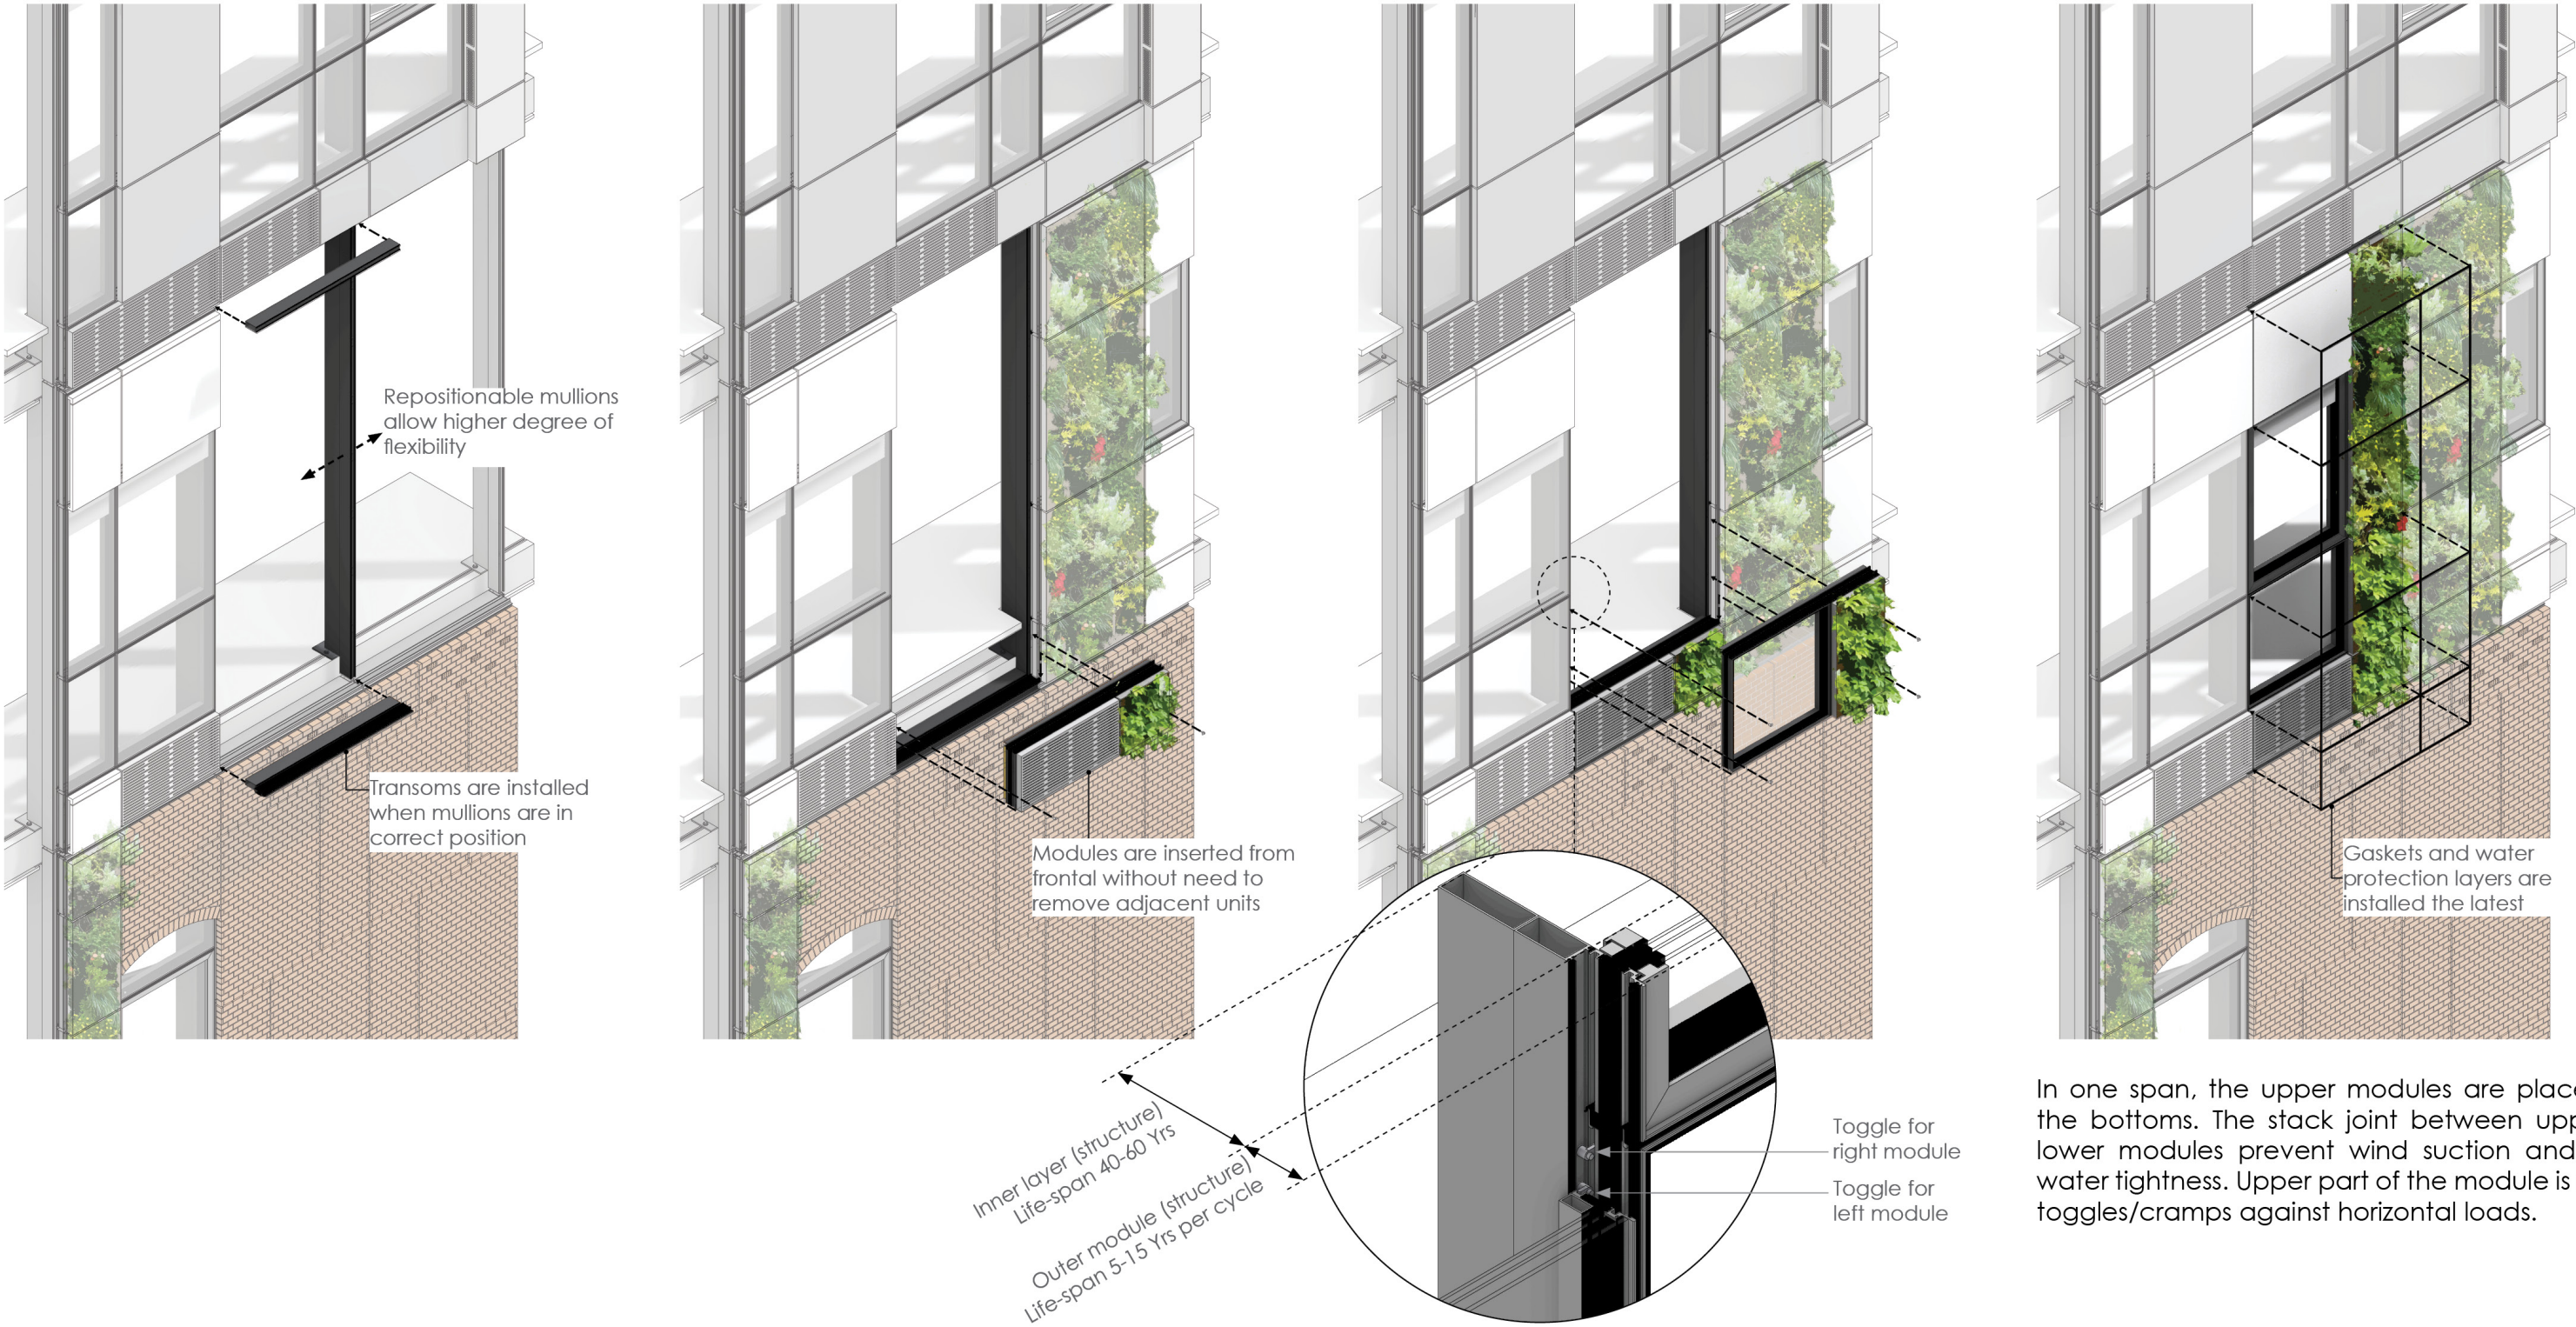 Repositionable mullions
allow higher degree of
flexibility
Transoms are installed
when mullions are in
correct position
Modules are inserted from
frontal without need to
remove adjacent units
Inner layer (structure)
Life-span 40-60 Yrs
Outer module (structure)
Life-span 5-15 Yrs per cycle
Toggle for
right module
Toggle for
left module
Gaskets and water
protection layers are
installed the latest
In one span, the upper modules are
the bottoms. The stack joint between
lower modules prevent wind suction and
water tightness. Upper part of the module is
toggles/cramps against horizontal loads.